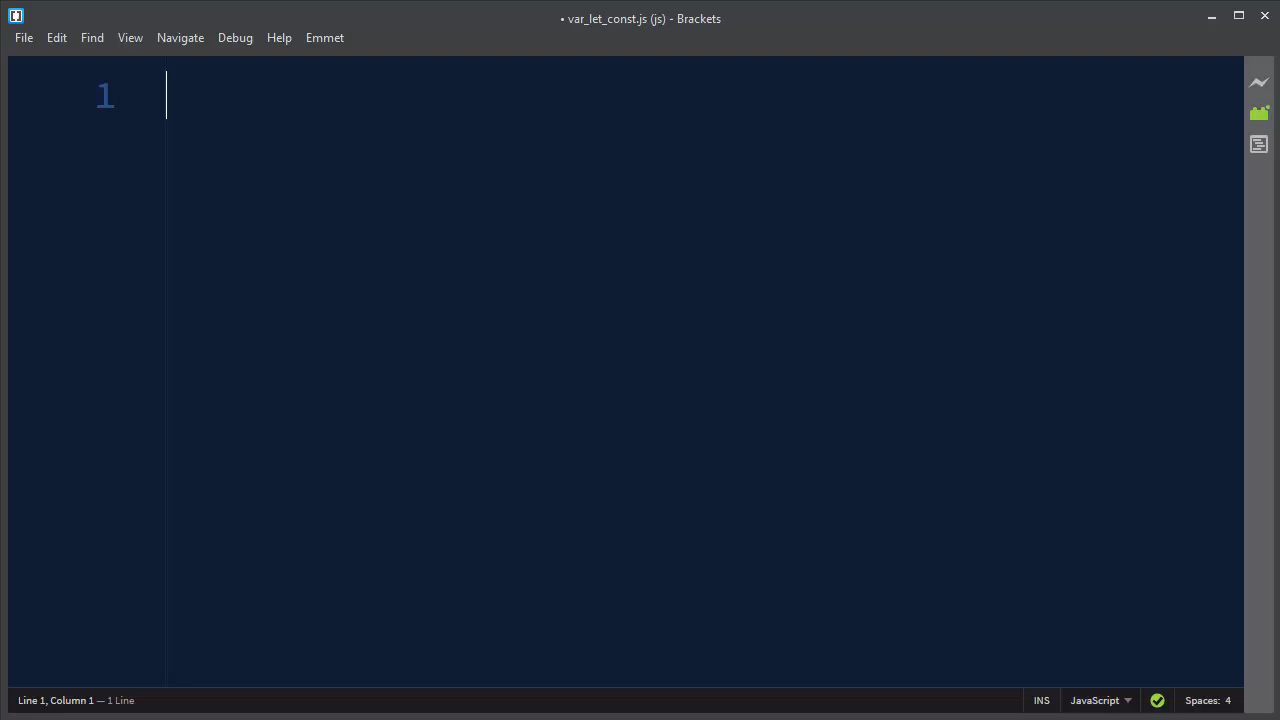 • var_let_const.js (js) - Brackets
File Edit Find View Navigate Debug Help Emmet
1
Line 1, Column 1 — 1 Line INS JavaScript Spaces: 4